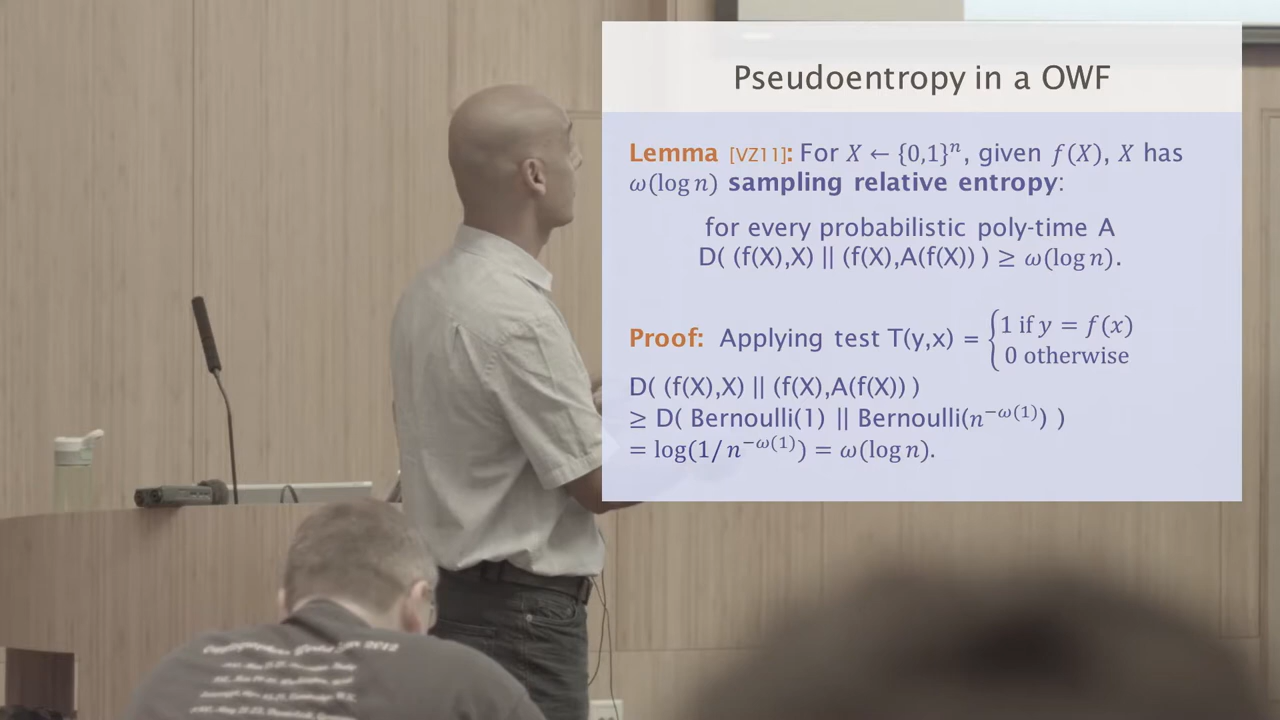 Pseudoentropy in a OWF
Lemma [VZ11]: For X ← {0,1}ⁿ, given f(X), X has
ω(log n) sampling relative entropy:
for every probabilistic poly-time A
D( (f(X),X) || (f(X),A(f(X)) ) ≥ ω(log n).
Proof: Applying test T(y,x) = {1 if y = f(x)
0 otherwise
D( (f(X),X) || (f(X),A(f(X)) )
≥ D( Bernoulli(1) || Bernoulli(n^{−ω(1)}) )
= log(1/n^{−ω(1)}) = ω(log n).